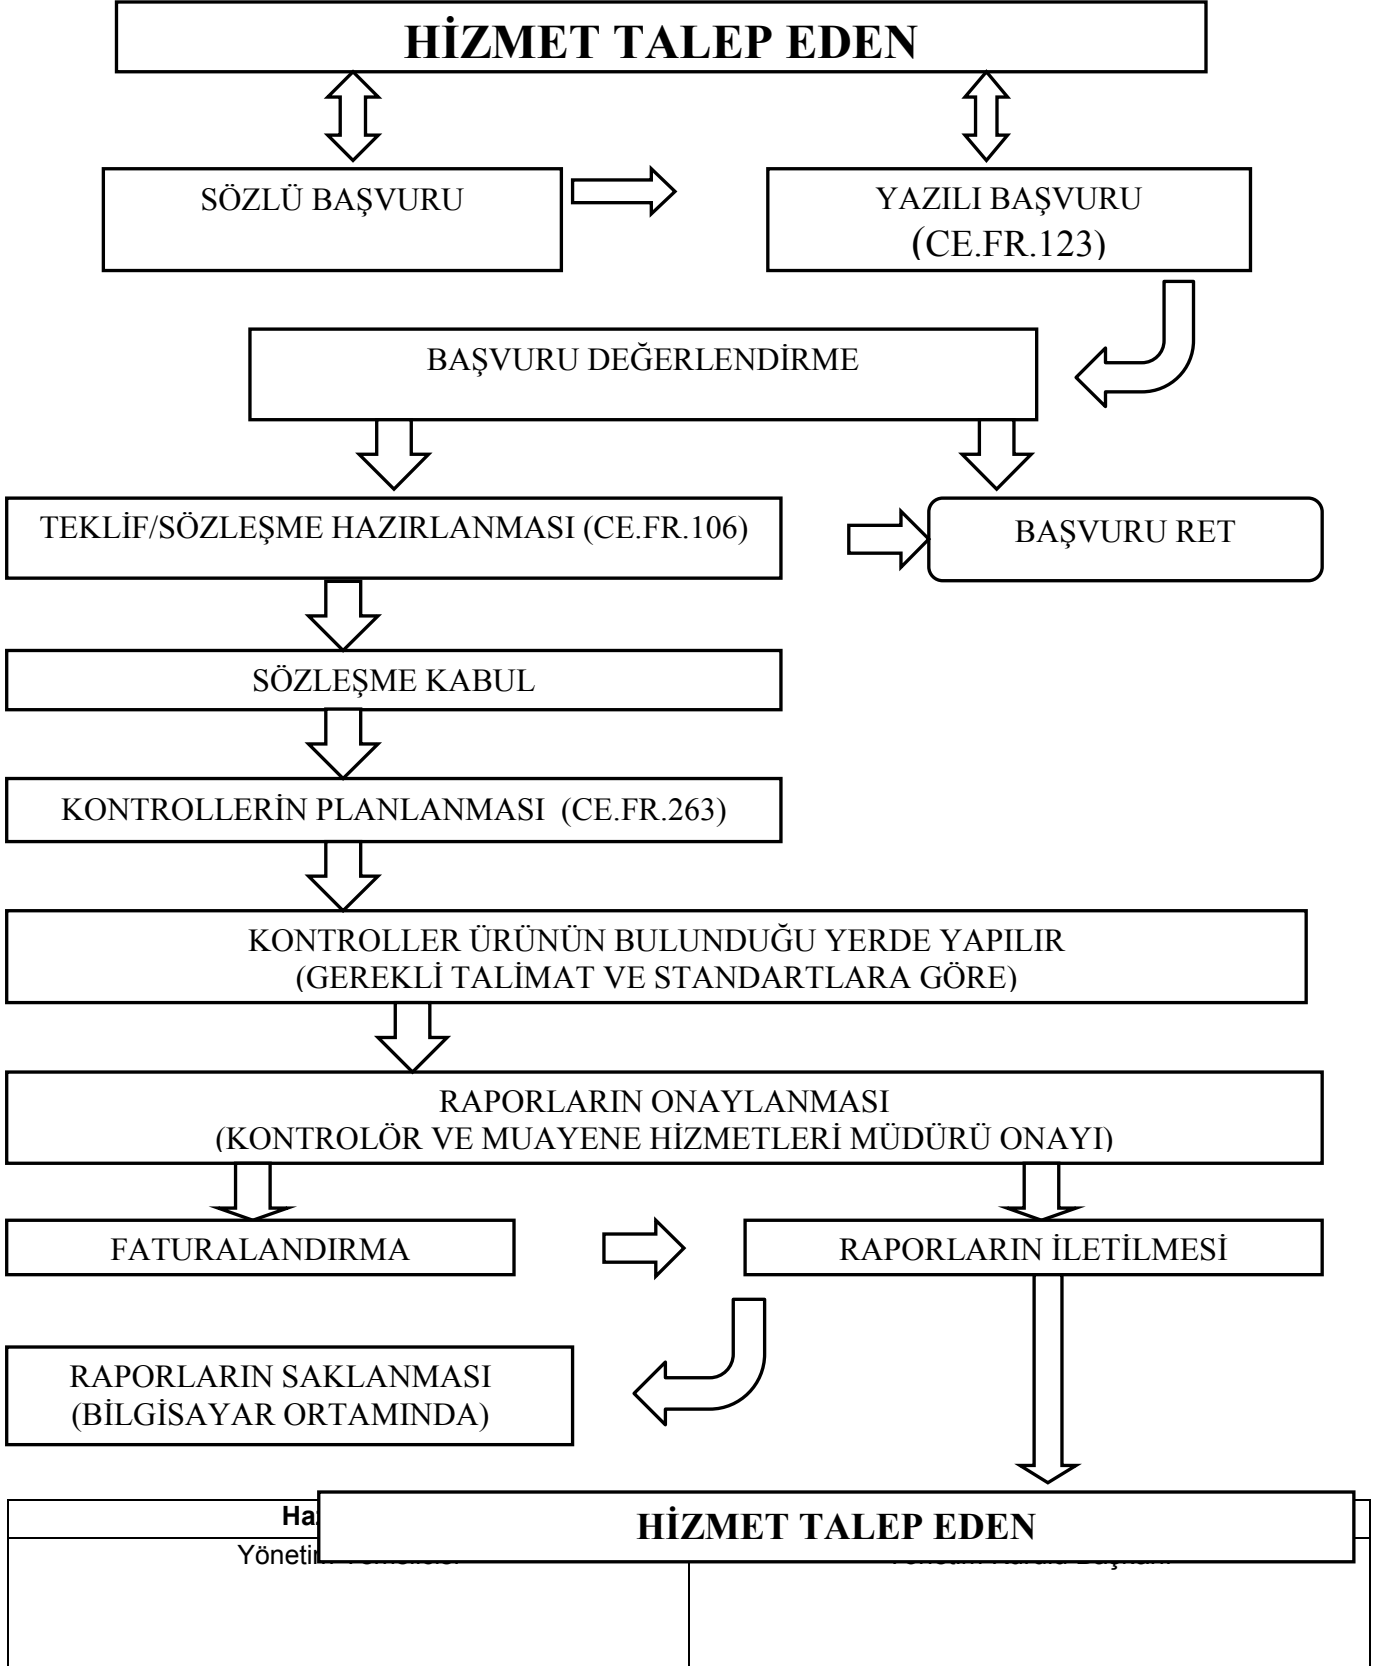 HİZMET TALEP EDEN
SÖZLÜ BAŞVURU
YAZILI BAŞVURU
(CE.FR.123)
BAŞVURU DEĞERLENDİRME
TEKLİF/SÖZLEŞME HAZIRLANMASI (CE.FR.106)
BAŞVURU RET
SÖZLEŞME KABUL
KONTROLLERİN PLANLANMASI (CE.FR.263)
KONTROLLER ÜRÜNÜN BULUNDUĞU YERDE YAPILIR
(GEREKLİ TALİMAT VE STANDARTLARA GÖRE)
RAPORLARIN ONAYLANMASI
(KONTROLÖR VE MUAYENE HİZMETLERİ MÜDÜRÜ ONAYI)
FATURALANDIRMA
RAPORLARIN İLETİLMESİ
RAPORLARIN SAKLANMASI
(BİLGİSAYAR ORTAMINDA)
HİZMET TALEP EDEN